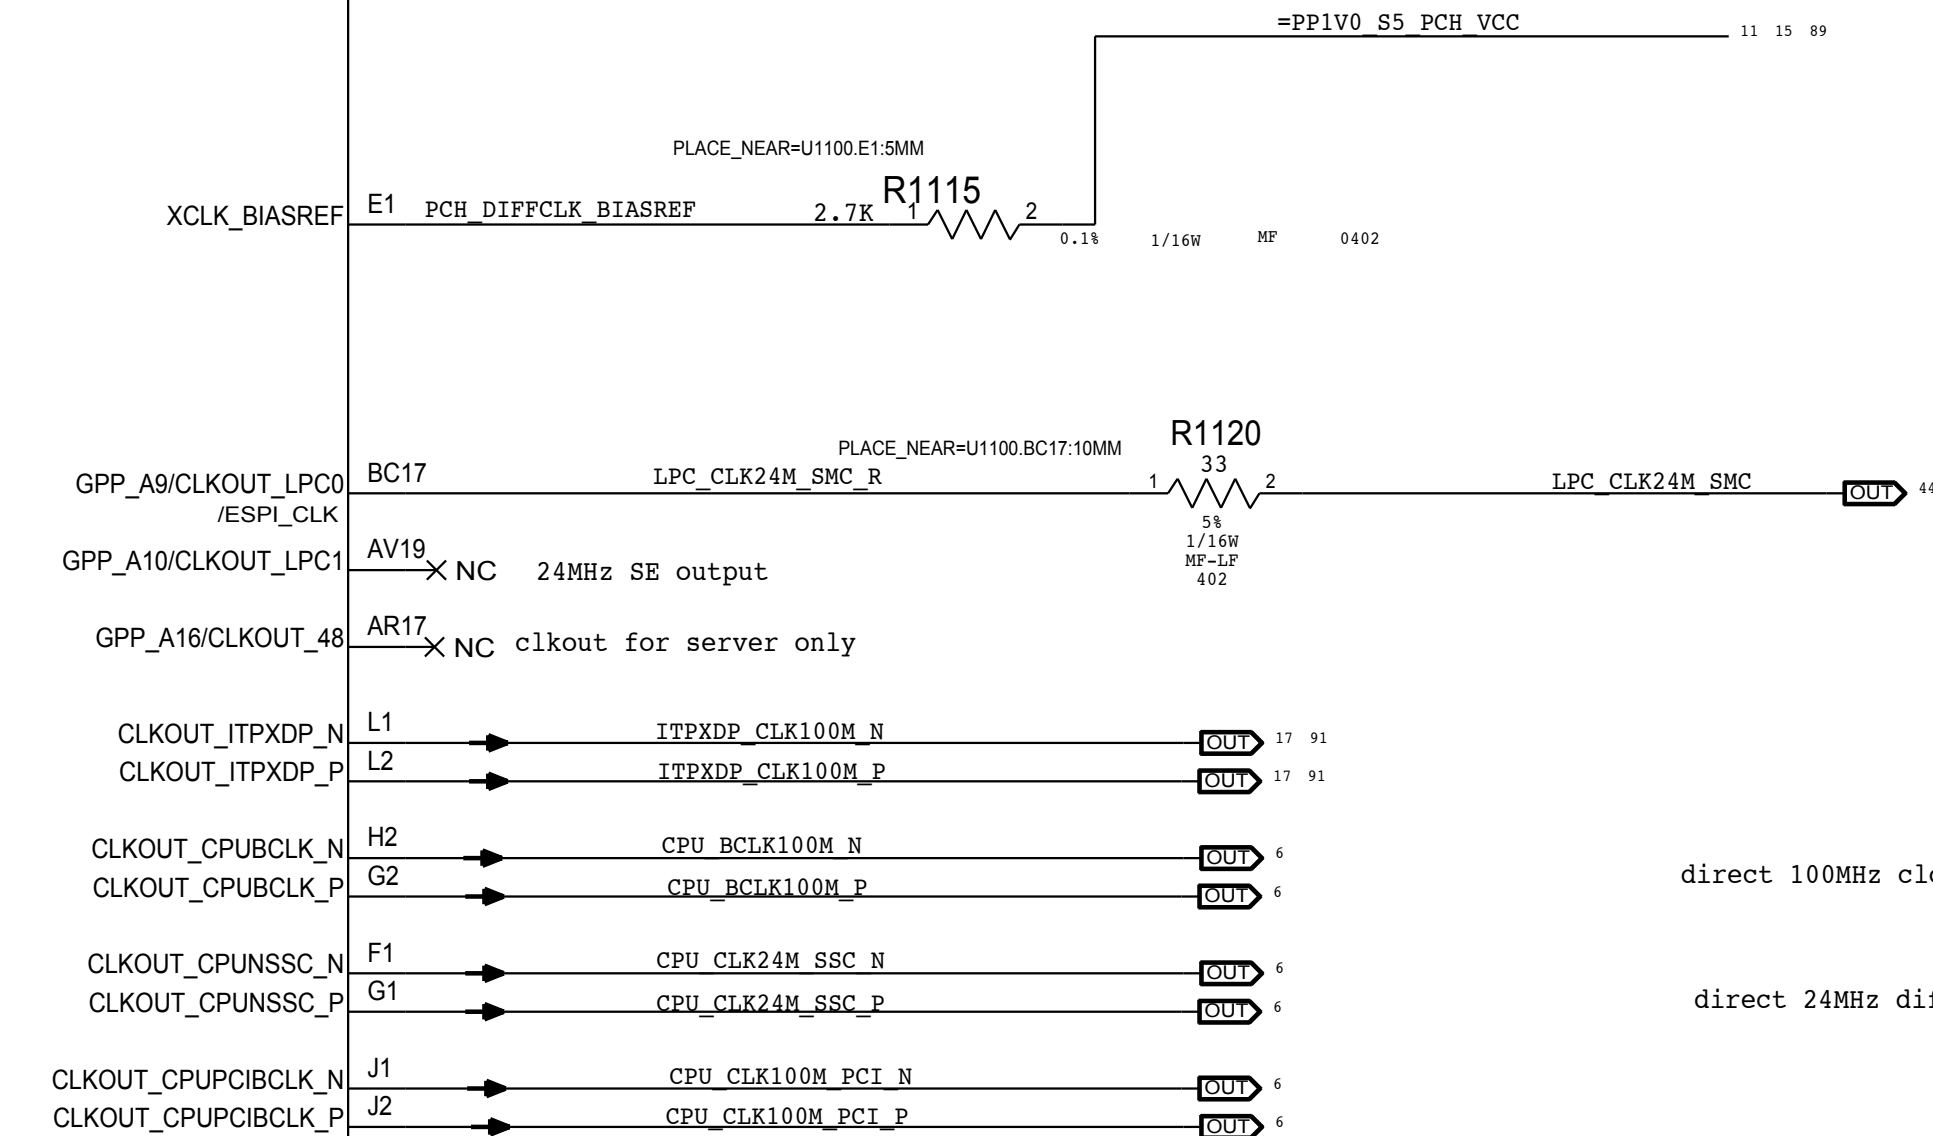 =PP1V0_S5_PCH_VCC 11 15 89
PLACE_NEAR=U1100.E1:5MM
R1115
XCLK_BIASREF E1 PCH_DIFFCLK_BIASREF 2.7K 1 2
0.1% 1/16W MF 0402
R1120
PLACE_NEAR=U1100.BC17:10MM
33
GPP_A9/CLKOUT_LPC0 BC17 LPC_CLK24M_SMC_R 1 2 LPC_CLK24M_SMC OUT 44
/ESPI_CLK
5%
1/16W
MF-LF
402
GPP_A10/CLKOUT_LPC1 AV19 NC 24MHz SE output
GPP_A16/CLKOUT_48 AR17 NC clkout for server only
CLKOUT_ITPXDP_N L1 ITPXDP_CLK100M_N OUT 17 91
CLKOUT_ITPXDP_P L2 ITPXDP_CLK100M_P OUT 17 91
CLKOUT_CPUBCLK_N H2 CPU_BCLK100M_N OUT 6
direct 100MHz clo
CLKOUT_CPUBCLK_P G2 CPU_BCLK100M_P OUT 6
CLKOUT_CPUNSSC_N F1 CPU_CLK24M_SSC_N OUT 6
direct 24MHz dif
CLKOUT_CPUNSSC_P G1 CPU_CLK24M_SSC_P OUT 6
CLKOUT_CPUPCIBCLK_N J1 CPU_CLK100M_PCI_N OUT 6
CLKOUT_CPUPCIBCLK_P J2 CPU_CLK100M_PCI_P OUT 6